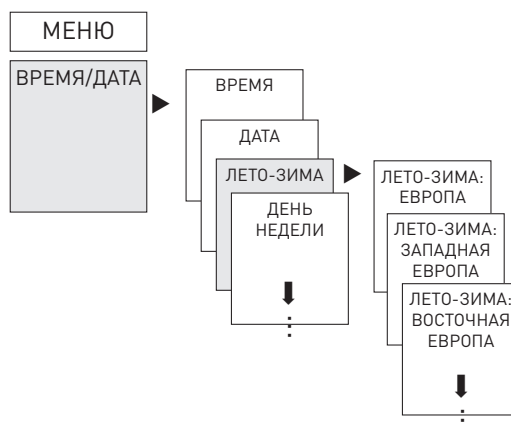 МЕНЮ
ВРЕМЯ/ДАТА
ВРЕМЯ
ДАТА
ЛЕТО-ЗИМА
ДЕНЬ
НЕДЕЛИ
ЛЕТО-ЗИМА:
ЕВРОПА
ЛЕТО-ЗИМА:
ЗАПАДНАЯ
ЕВРОПА
ЛЕТО-ЗИМА:
ВОСТОЧНАЯ
ЕВРОПА